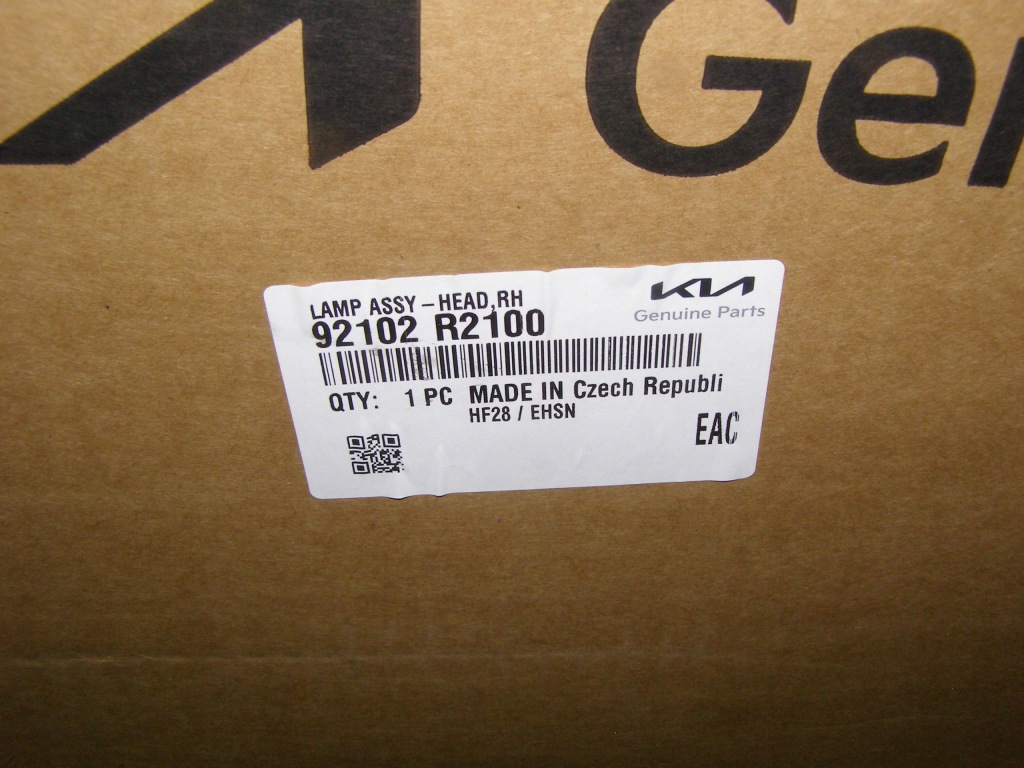 Gen
KIA
Genuine Parts
LAMP ASSY – HEAD,RH
92102 R2100
QTY: 1 PC MADE IN Czech Republi
HF28 / EHSN
EAC